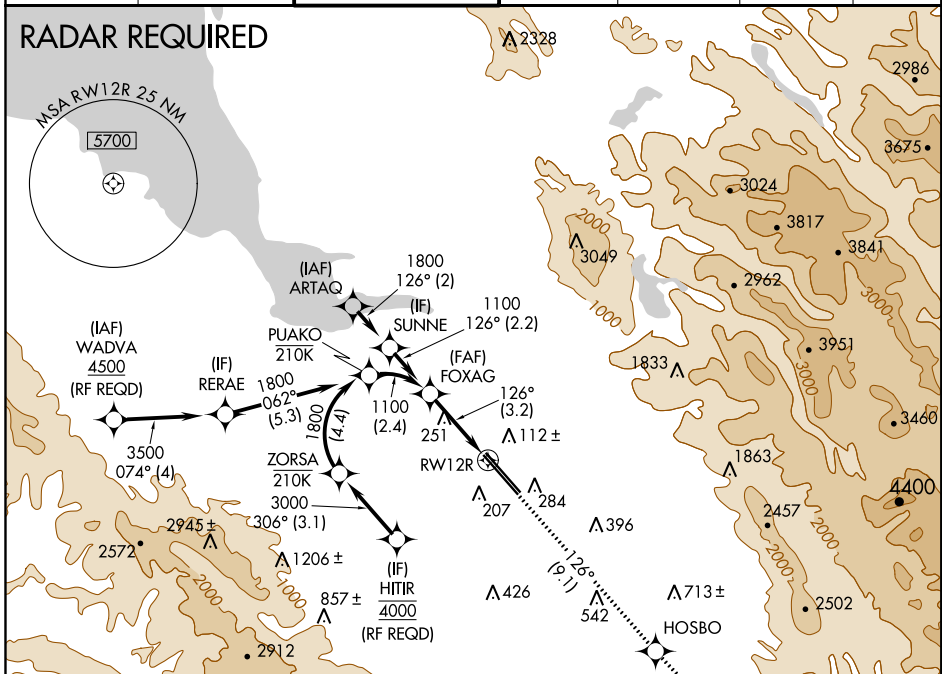 RADAR REQUIRED
MSA RW12R 25 NM
5700
2328
2986
3675
3024
3817
3841
2000
3049
1000
2962
3000
3951
3000
1833
3460
(IAF)
ARTAQ
1800
126° (2)
(IF)
SUNNE
1100
126° (2.2)
PUAKO
210K
(FAF)
FOXAG
(IAF)
WADVA
4500
(RF REQD)
(IF)
RERAE
1800
062°
(5.3)
3500
074° (4)
1800
(4.4)
1100
(2.4)
126°
(3.2)
251
112 ±
RW12R
ZORSA
210K
3000
306° (3.1)
207
284
396
1863
4400
2457
2000
2000
2502
2945 ±
2572
1206 ±
1000
2000
857 ±
2912
(IF)
HITIR
4000
(RF REQD)
426
126°
(9.1)
542
713 ±
HOSBO